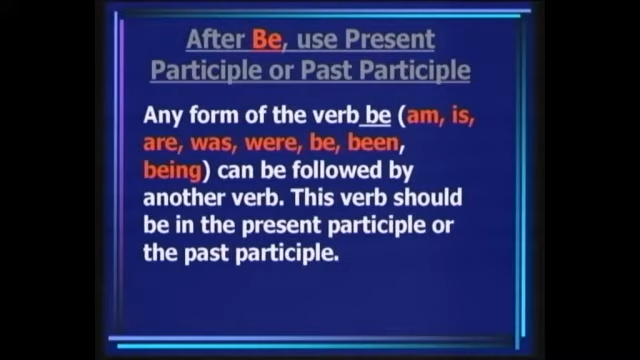 After Be, use Present
Participle or Past Participle
Any form of the verb be (am, is,
are, was, were, be, been,
being) can be followed by
another verb. This verb should
be in the present participle or
the past participle.